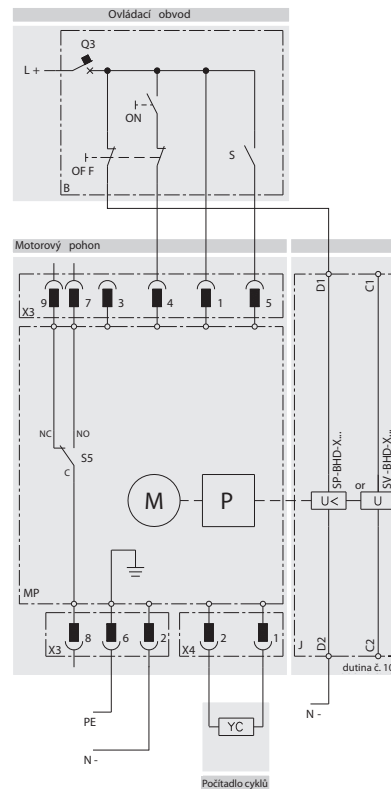 Ovládací obvod
Q3
L +
ON
OF F
S
B
Motorový pohon
9
7
3
4
1
5
X3
D1
C1
NC
NO
S5
C
M
P
SP-BHD-X...
SV -BHD-X...
U<
or
U
MP
8
6
2
X3
2
1
X4
J
D2
C2
dutina č. 10
PE
N -
N -
YC
Počítadlo cyklů